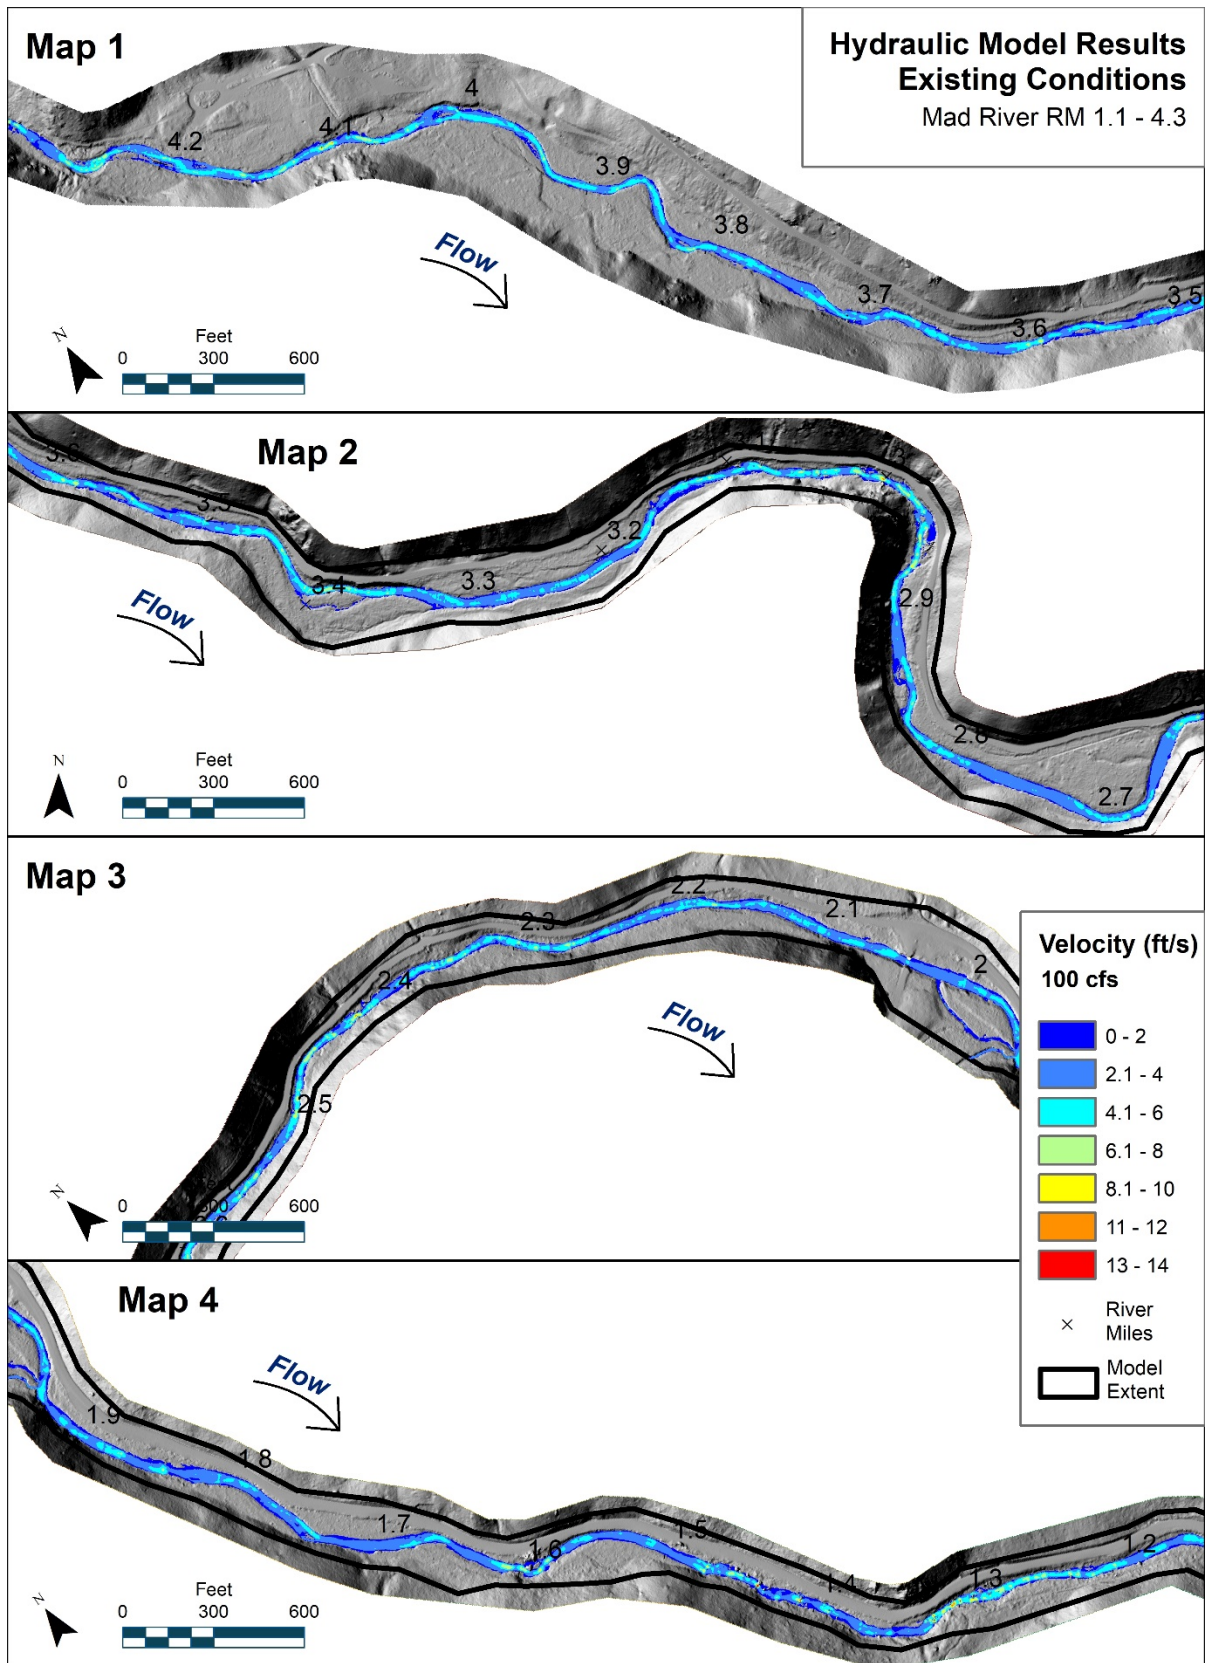 Map 1
Hydraulic Model Results
Existing Conditions
Mad River RM 1.1 - 4.3
4
4.1
4.2
3.9
3.8
3.7
3.6
3.5
Flow
N
Feet
0 300 600
Map 2
3.6
3.5
3.4
3.3
3.2
3.1
2.9
2.8
2.7
Flow
N
Feet
0 300 600
Map 3
2.2
2.1
2.3
2
2.4
2.5
Flow
N
0 300 600
Velocity (ft/s)
100 cfs
0 - 2
2.1 - 4
4.1 - 6
6.1 - 8
8.1 - 10
11 - 12
13 - 14
River
Miles
Model
Extent
Map 4
Flow
1.9
1.8
1.7
1.6
1.5
1.4
1.3
1.2
N
Feet
0 300 600